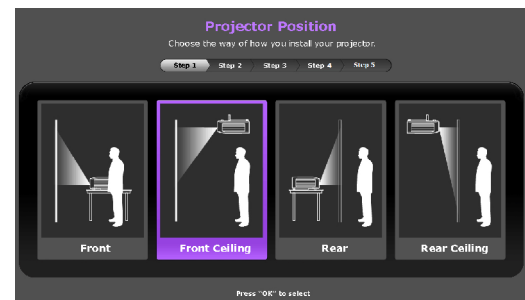 Projector Position
Choose the way of how you install your projector.
Step 1 Step 2 Step 3 Step 4 Step 5
Front Front Ceiling Rear Rear Ceiling
Press "OK" to select